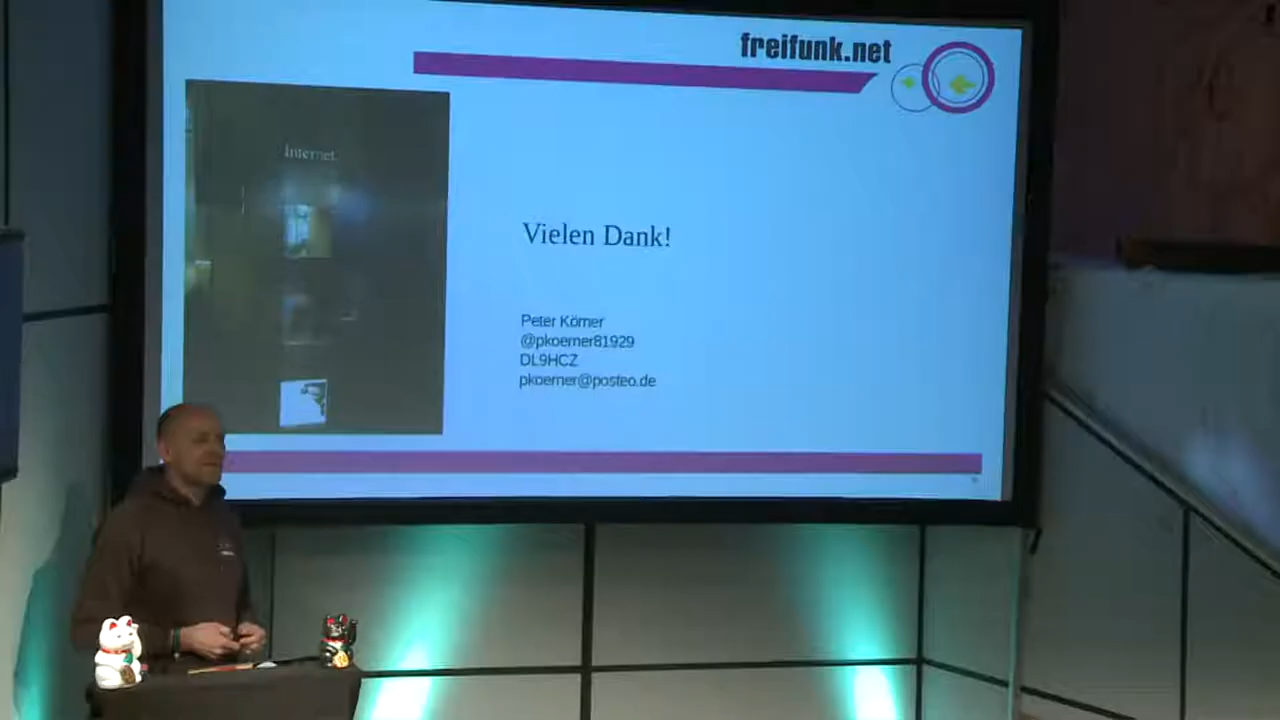 freifunk.net
Internet
Vielen Dank!
Peter Körner
@pkoerner81929
DL9HCZ
pkoerner@posteo.de